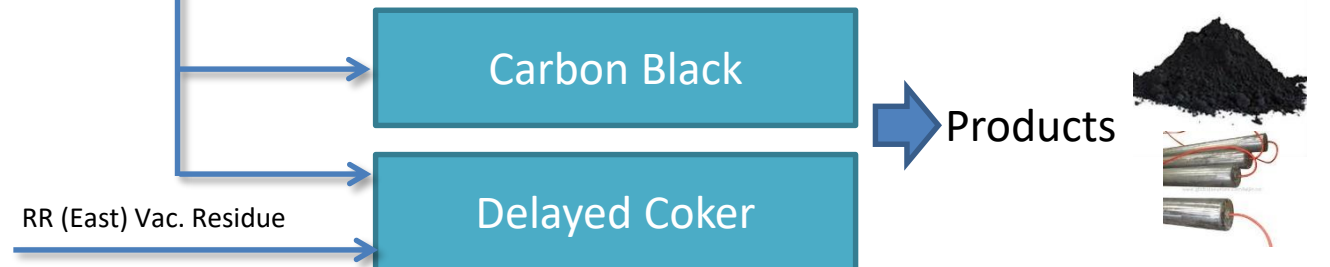 Carbon Black
Products
RR (East) Vac. Residue
Delayed Coker